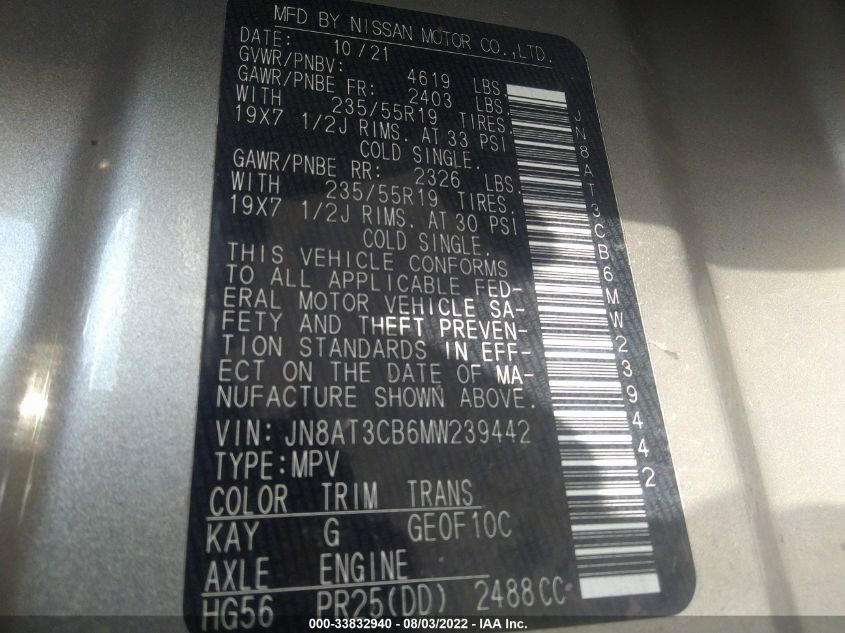 MFD BY NISSAN MOTOR CO.,LTD.
DATE: 10/21
GVWR/PNBV: 4619 LBS.
GAWR/PNBE FR: 2403 LBS.
WITH 235/55R19 TIRES.
19X7 1/2J RIMS. AT 33 PSI
COLD SINGLE.
GAWR/PNBE RR: 2326 LBS.
WITH 235/55R19 TIRES.
19X7 1/2J RIMS. AT 30 PSI
COLD SINGLE.
THIS VEHICLE CONFORMS
TO ALL APPLICABLE FED-
ERAL MOTOR VEHICLE SA-
FETY AND THEFT PREVEN-
TION STANDARDS IN EFF-
ECT ON THE DATE OF MA-
NUFACTURE SHOWN ABOVE.
VIN: JN8AT3CB6MW239442
TYPE:MPV
COLOR TRIM TRANS
KAY G GE0F10C
AXLE ENGINE
HG56 PR25(DD) 2488CC
JN8AT3CB6MW239442
000-33832940 - 08/03/2022 - IAA Inc.